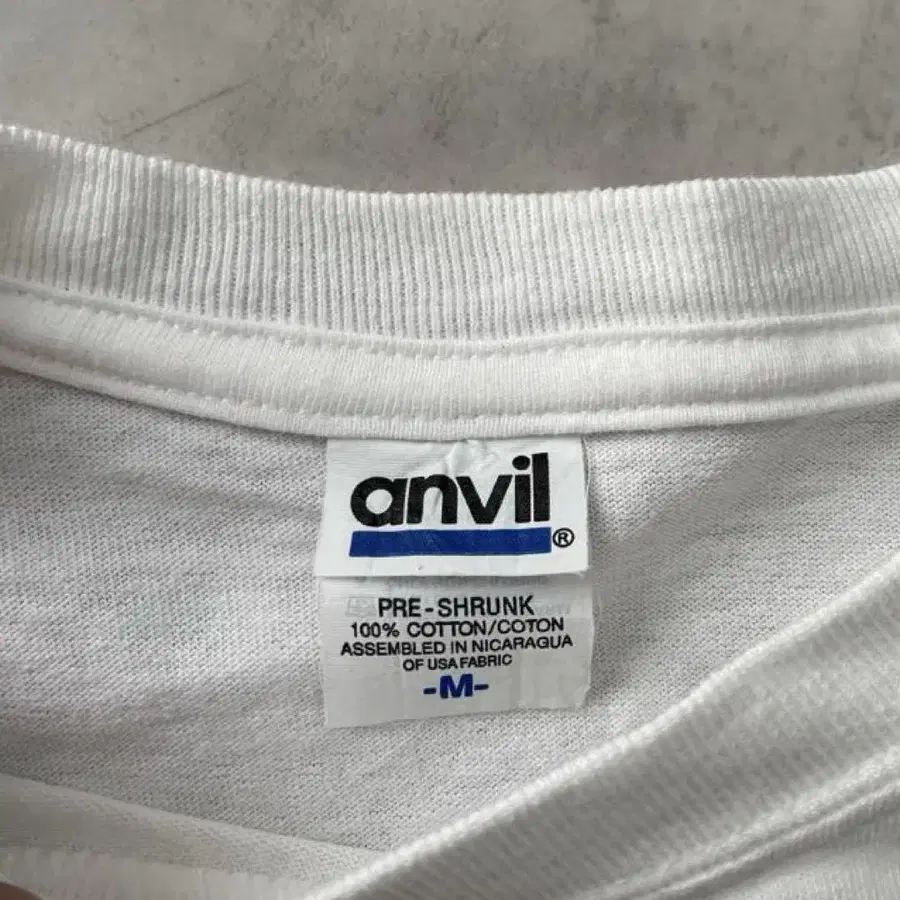 anvil®
PRE-SHRUNK
100% COTTON/COTON
ASSEMBLED IN NICARAGUA
OF USA FABRIC
-M-